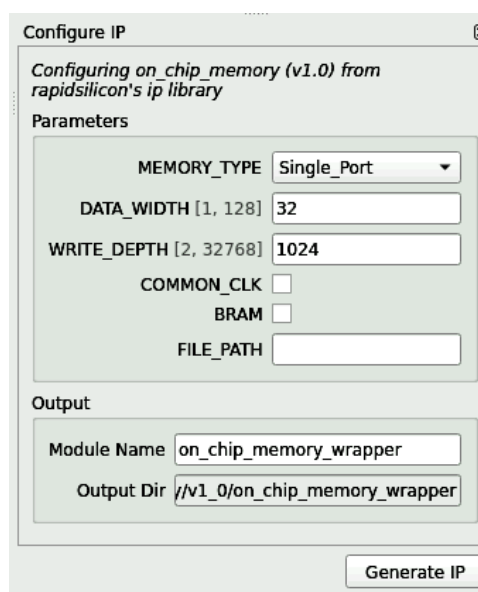 Configure IP
Configuring on_chip_memory (v1.0) from
rapidsilicon's ip library
Parameters
MEMORY_TYPE Single_Port
DATA_WIDTH [1, 128] 32
WRITE_DEPTH [2, 32768] 1024
COMMON_CLK
BRAM
FILE_PATH
Output
Module Name on_chip_memory_wrapper
Output Dir //v1_0/on_chip_memory_wrapper
Generate IP